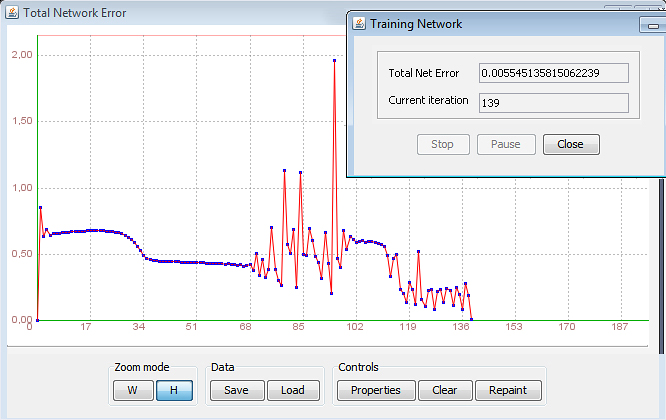 Total Network Error
Training Network
Total Net Error 0.005545135815062239
Current iteration 139
Stop Pause Close
2,00
1,50
1,00
0,50
0,00
0 17 34 51 68 85 102 119 136 153 170 187
Zoom mode Data Controls
W H Save Load Properties Clear Repaint